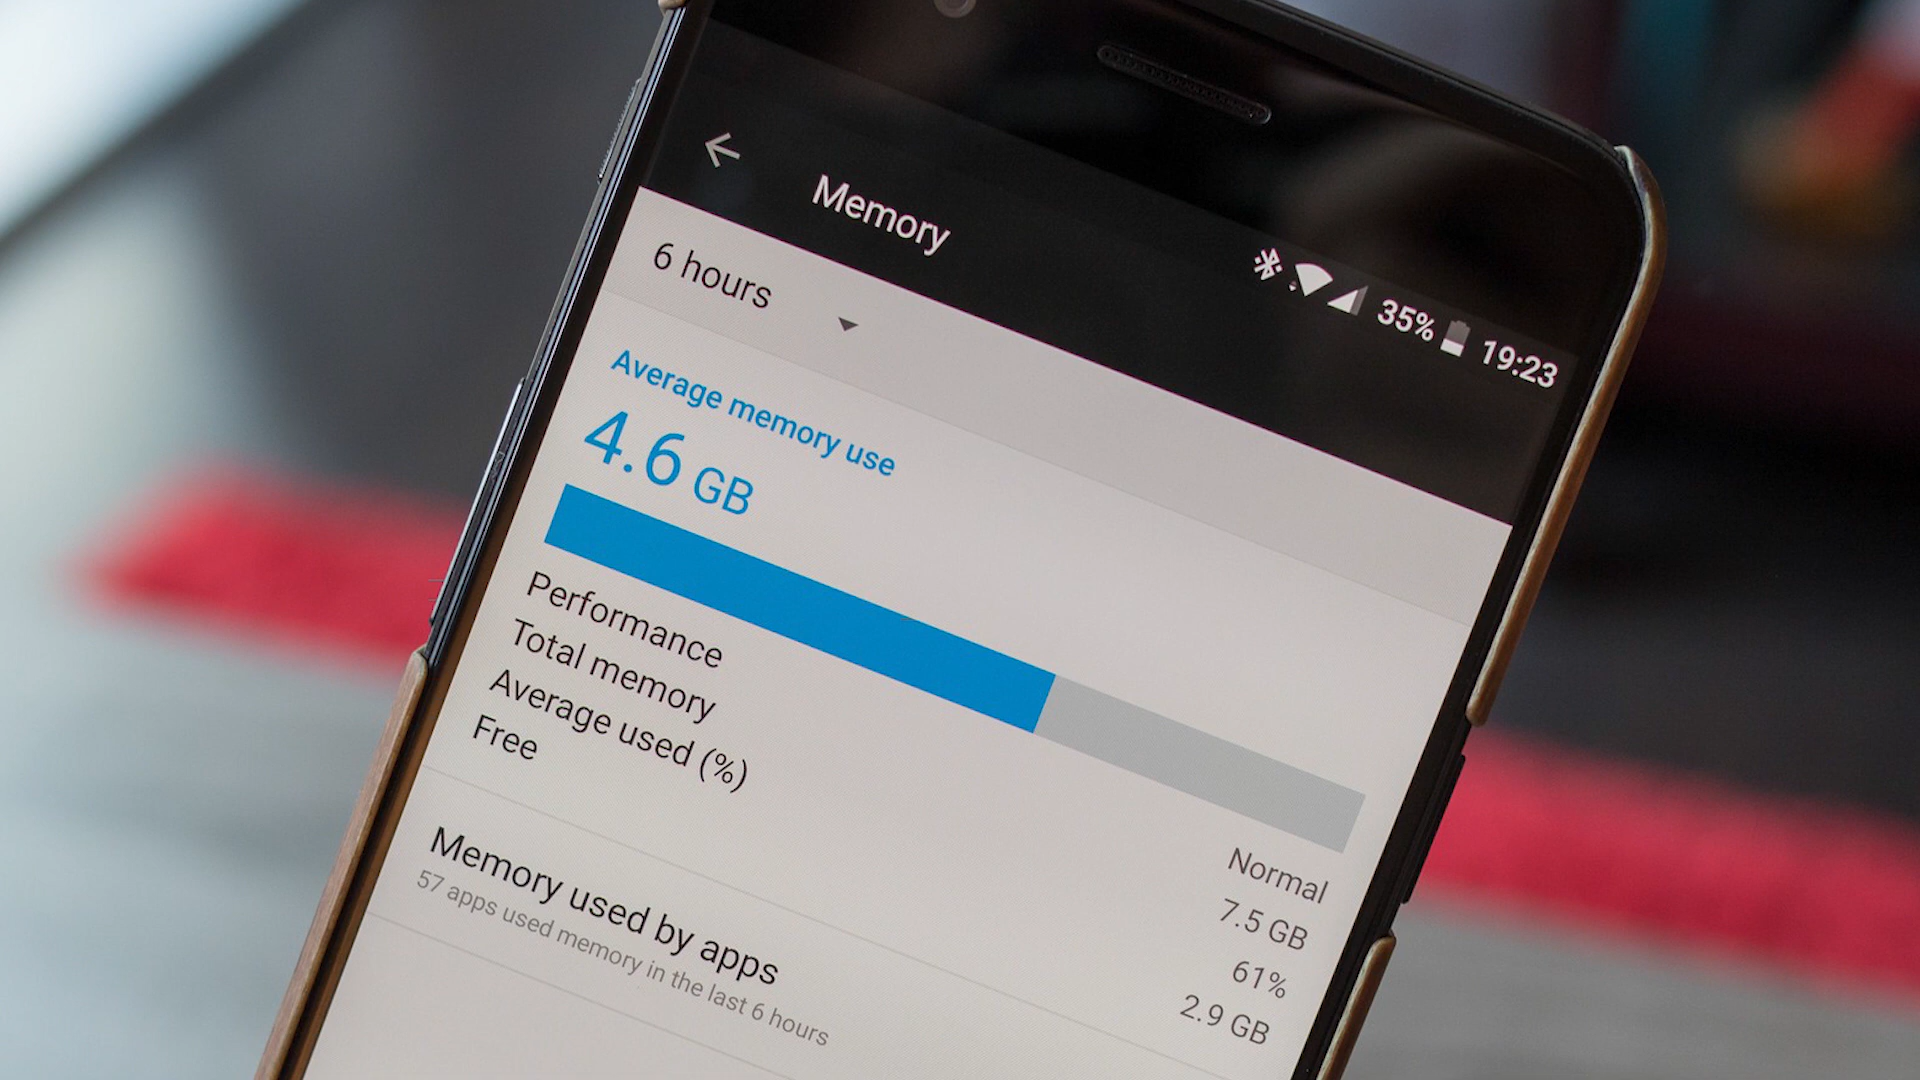 35% 19:23
Memory
6 hours
Average memory use
4.6 GB
Performance Normal
Total memory 7.5 GB
Average used (%) 61%
Free 2.9 GB
Memory used by apps
57 apps used memory in the last 6 hours